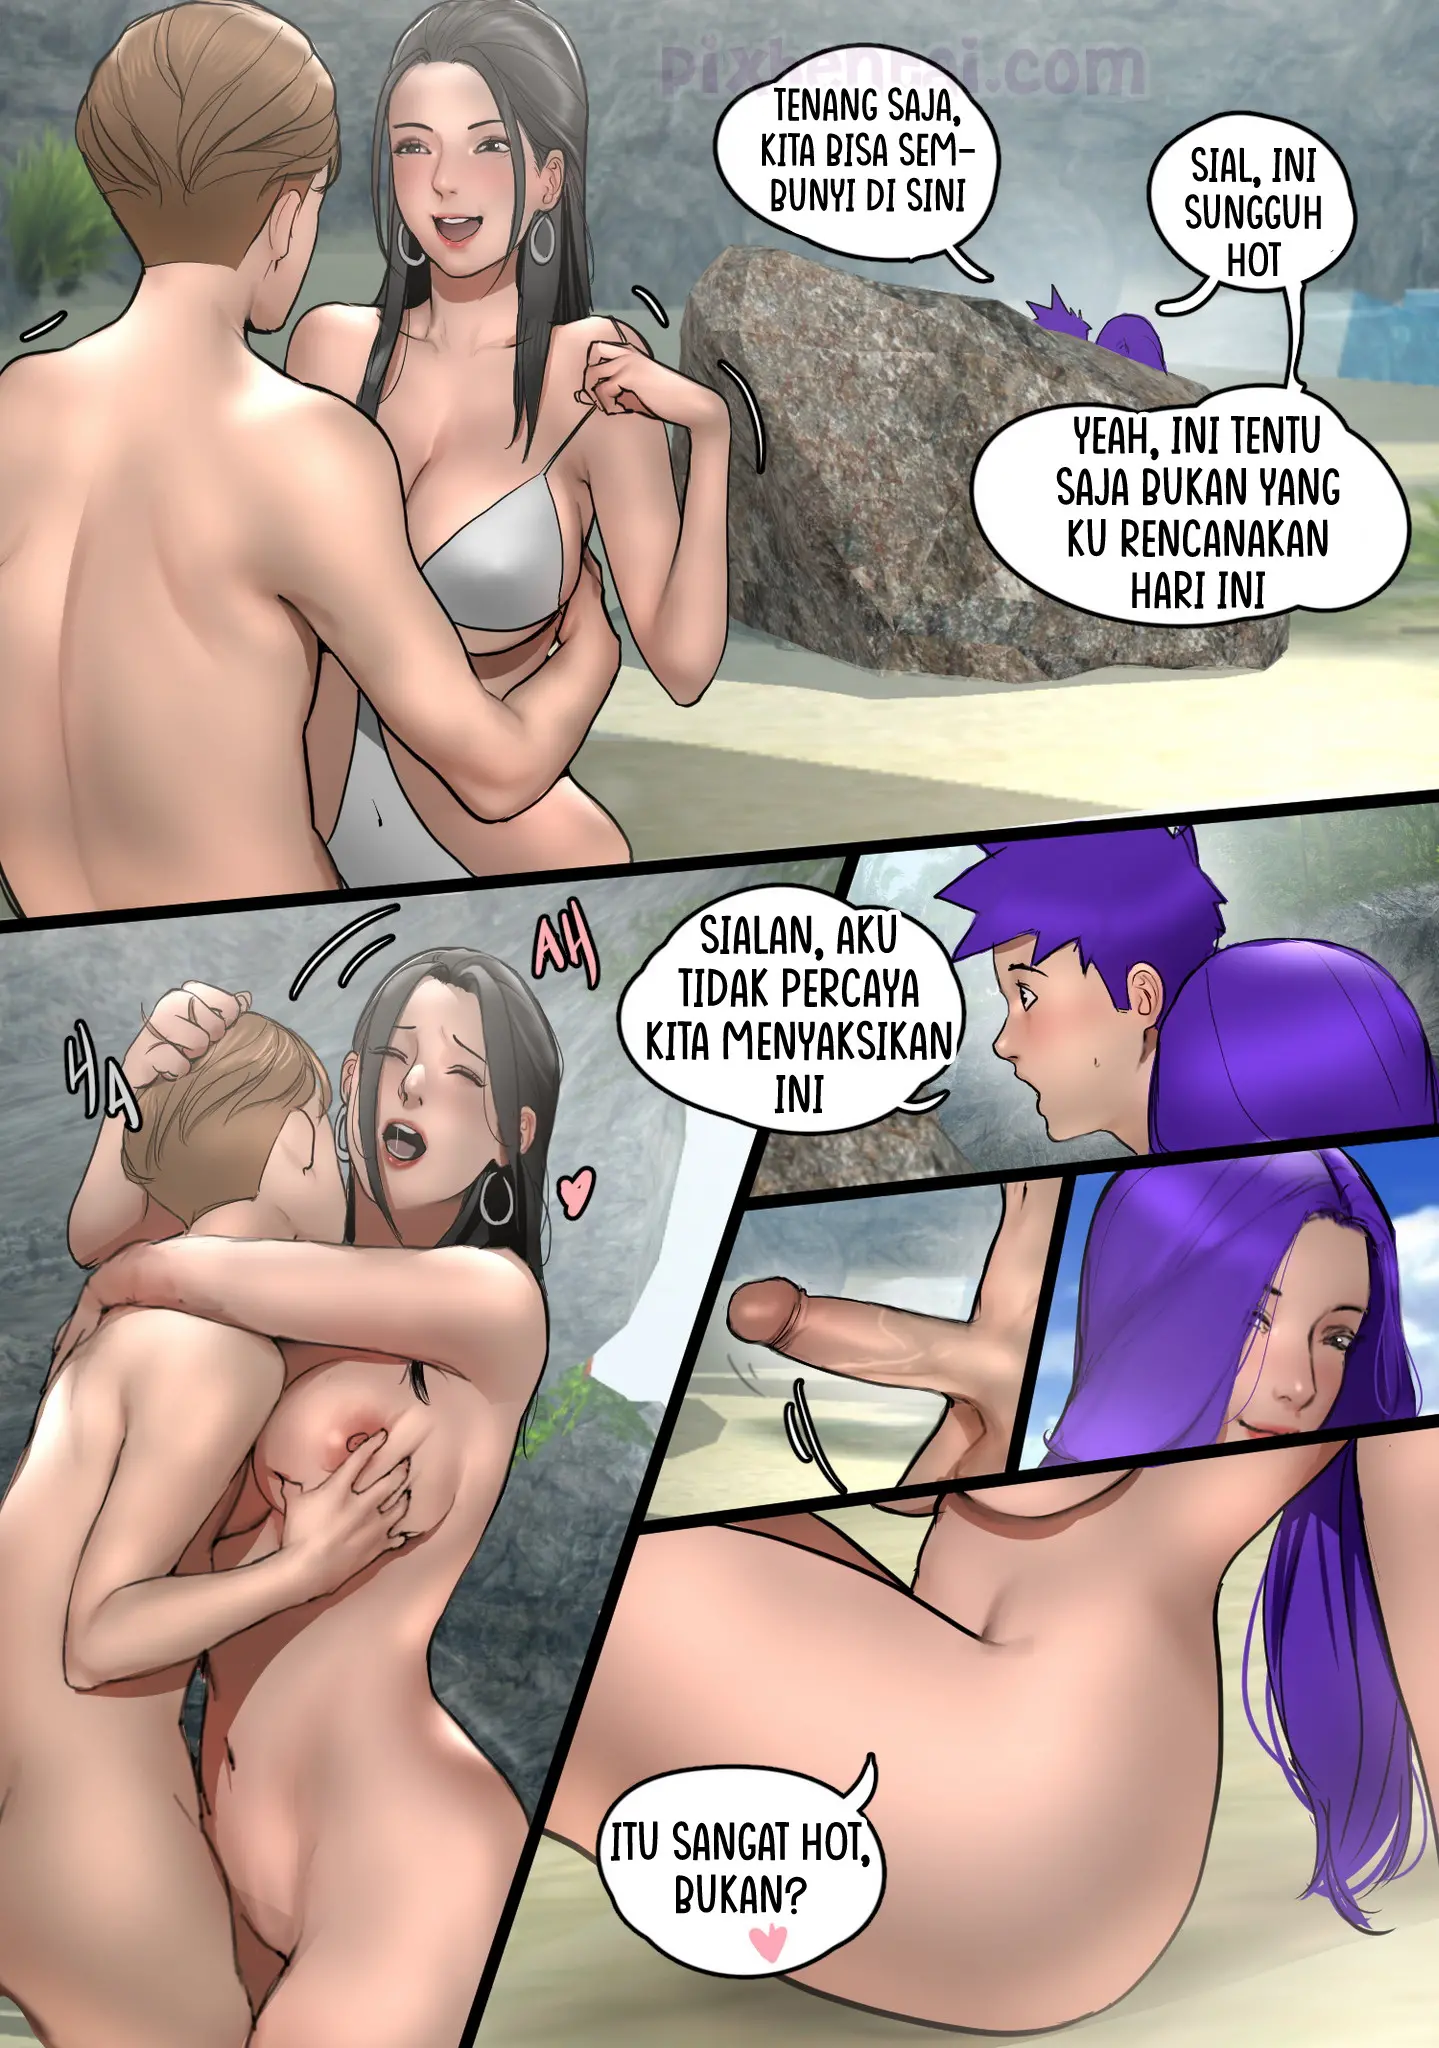 pixhentai.com
TENANG SAJA,
KITA BISA SEM-
BUNYI DI SINI
SIAL, INI
SUNGGUH
HOT
YEAH, INI TENTU
SAJA BUKAN YANG
KU RENCANAKAN
HARI INI
AH
HA
SIALAN, AKU
TIDAK PERCAYA
KITA MENYAKSIKAN
INI
ITU SANGAT HOT,
BUKAN?